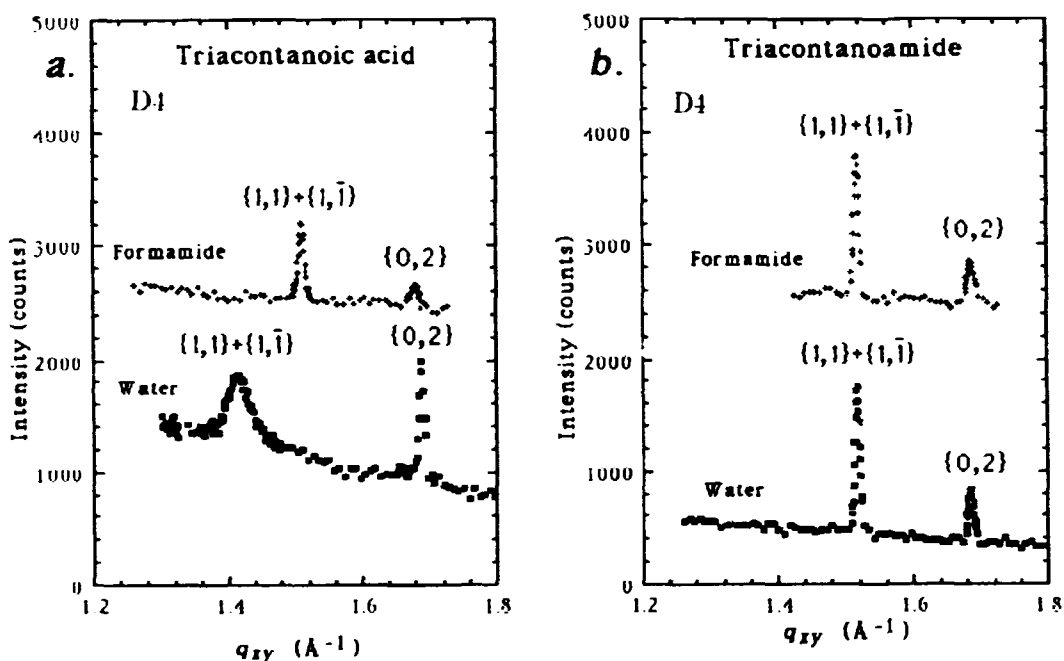 a.
Triacontanoic acid
D4
5000
4000
3000
2000
1000
0
Intensity (counts)
{1,1}+{1,1̄}
Formamide
{0,2}
{1,1}+{1,1̄}
{0,2}
Water
1.2
1.4
1.6
1.8
qxy (Å-1)
b.
Triacontanoamide
D4
5000
4000
3000
2000
1000
0
Intensity (counts)
{1,1}+{1,1̄}
{0,2}
Formamide
{1,1}+{1,1̄}
{0,2}
Water
1.2
1.4
1.6
1.8
qxy (Å-1)